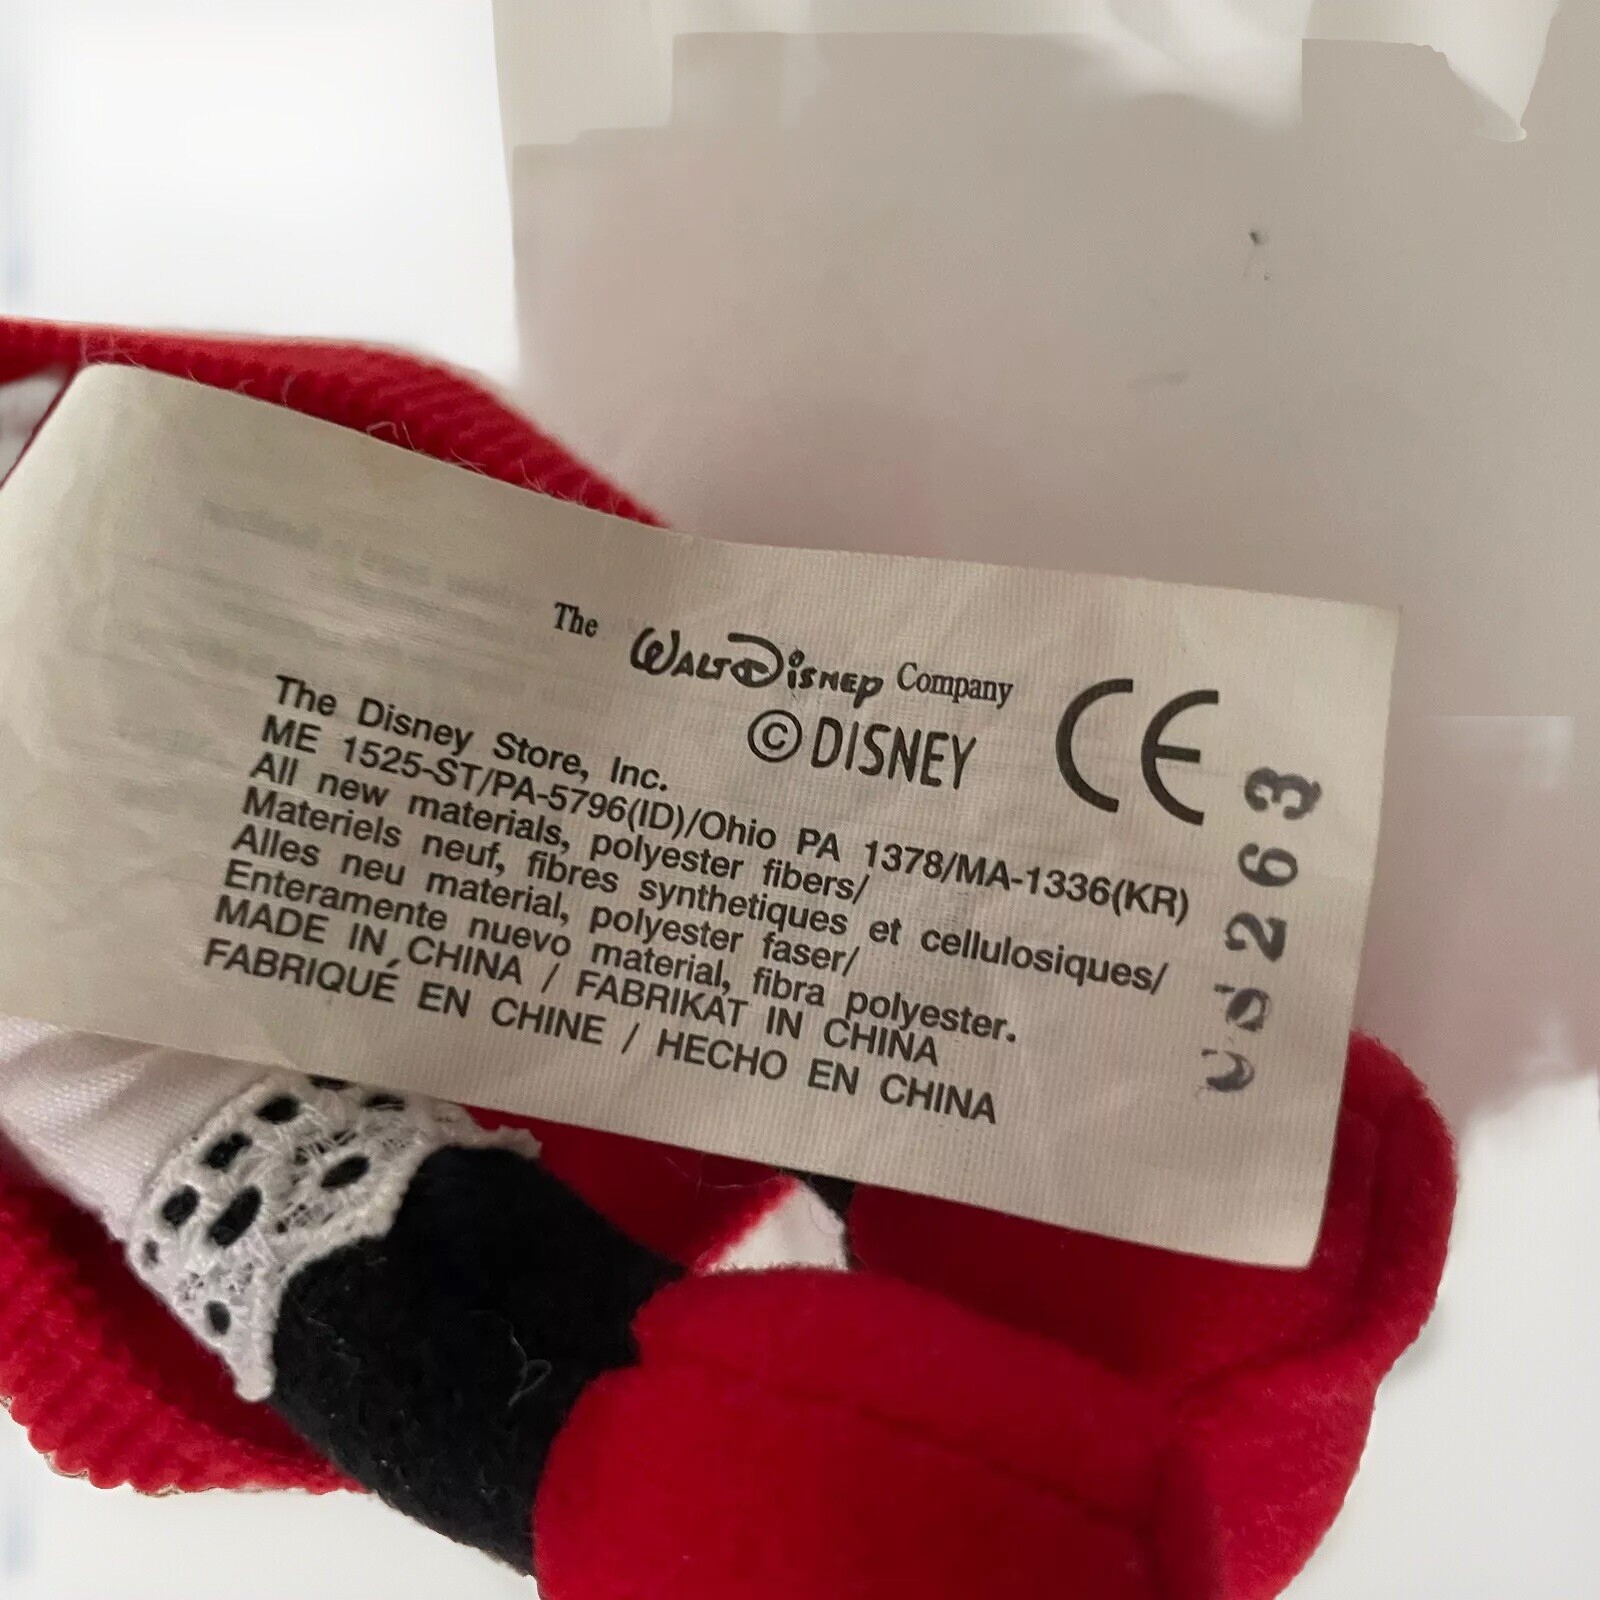 The WALT DISNEY Company
© DISNEY
CE
The Disney Store, Inc.
ME 1525-ST/PA-5796(ID)/Ohio PA 1378/MA-1336(KR)
All new materials, polyester fibers/
Materiels neuf, fibres synthetiques et cellulosiques/
Alles neu material, polyester faser/
Enteramente nuevo material, fibra polyester.
MADE IN CHINA / FABRIKAT IN CHINA
FABRIQUÉ EN CHINE / HECHO EN CHINA